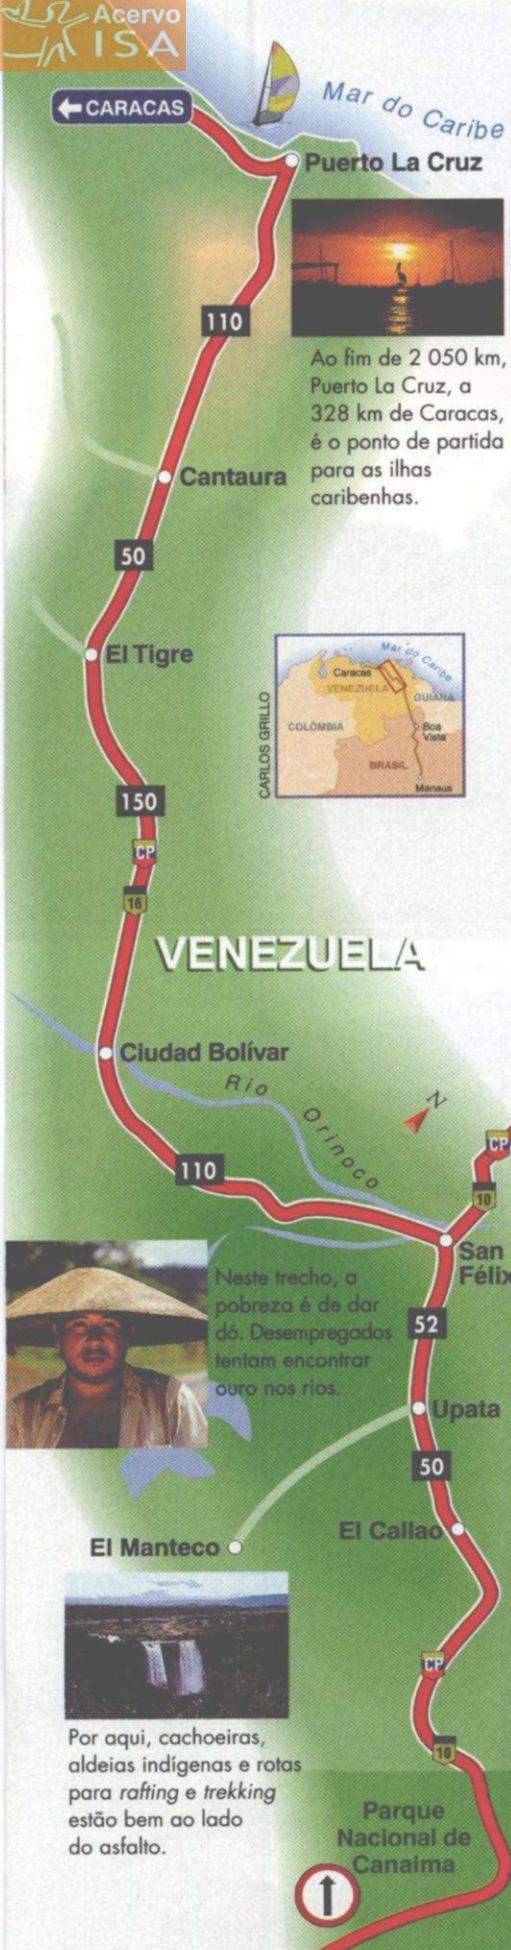 Acervo
ISA
CARACAS
Mar do Caribe
Puerto La Cruz
110
Ao fim de 2 050 km,
Puerto La Cruz, a
328 km de Caracas,
é o ponto de partida
para as ilhas
caribenhas.
Cantaura
50
El Tigre
Mar do Caribe
Caracas
VENEZUELA
GUIANA
COLÔMBIA
Boa
Vista
BRASIL
Manaus
CARLOS GRILLO
150
CP
16
VENEZUELA
Ciudad Bolívar
Rio Orinoco
N
CP
110
10
San
Félix
Neste trecho, a
pobreza é de dar
dó. Desempregados
tentam encontrar
ouro nos rios.
52
Upata
50
El Callao
El Manteco
CP
Por aqui, cachoeiras,
aldeias indígenas e rotas
para rafting e trekking
estão bem ao lado
do asfalto.
10
Parque
Nacional de
Canaima